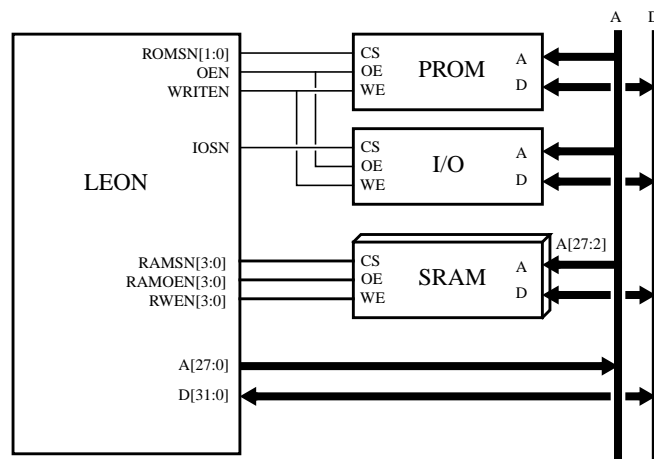 A D
ROMSN[1:0] CS PROM A
OEN OE
WRITEN WE D
IOSN CS I/O A
OE
WE D
LEON
A[27:2]
RAMSN[3:0] CS SRAM A
RAMOEN[3:0] OE
RWEN[3:0] WE D
A[27:0]
D[31:0]